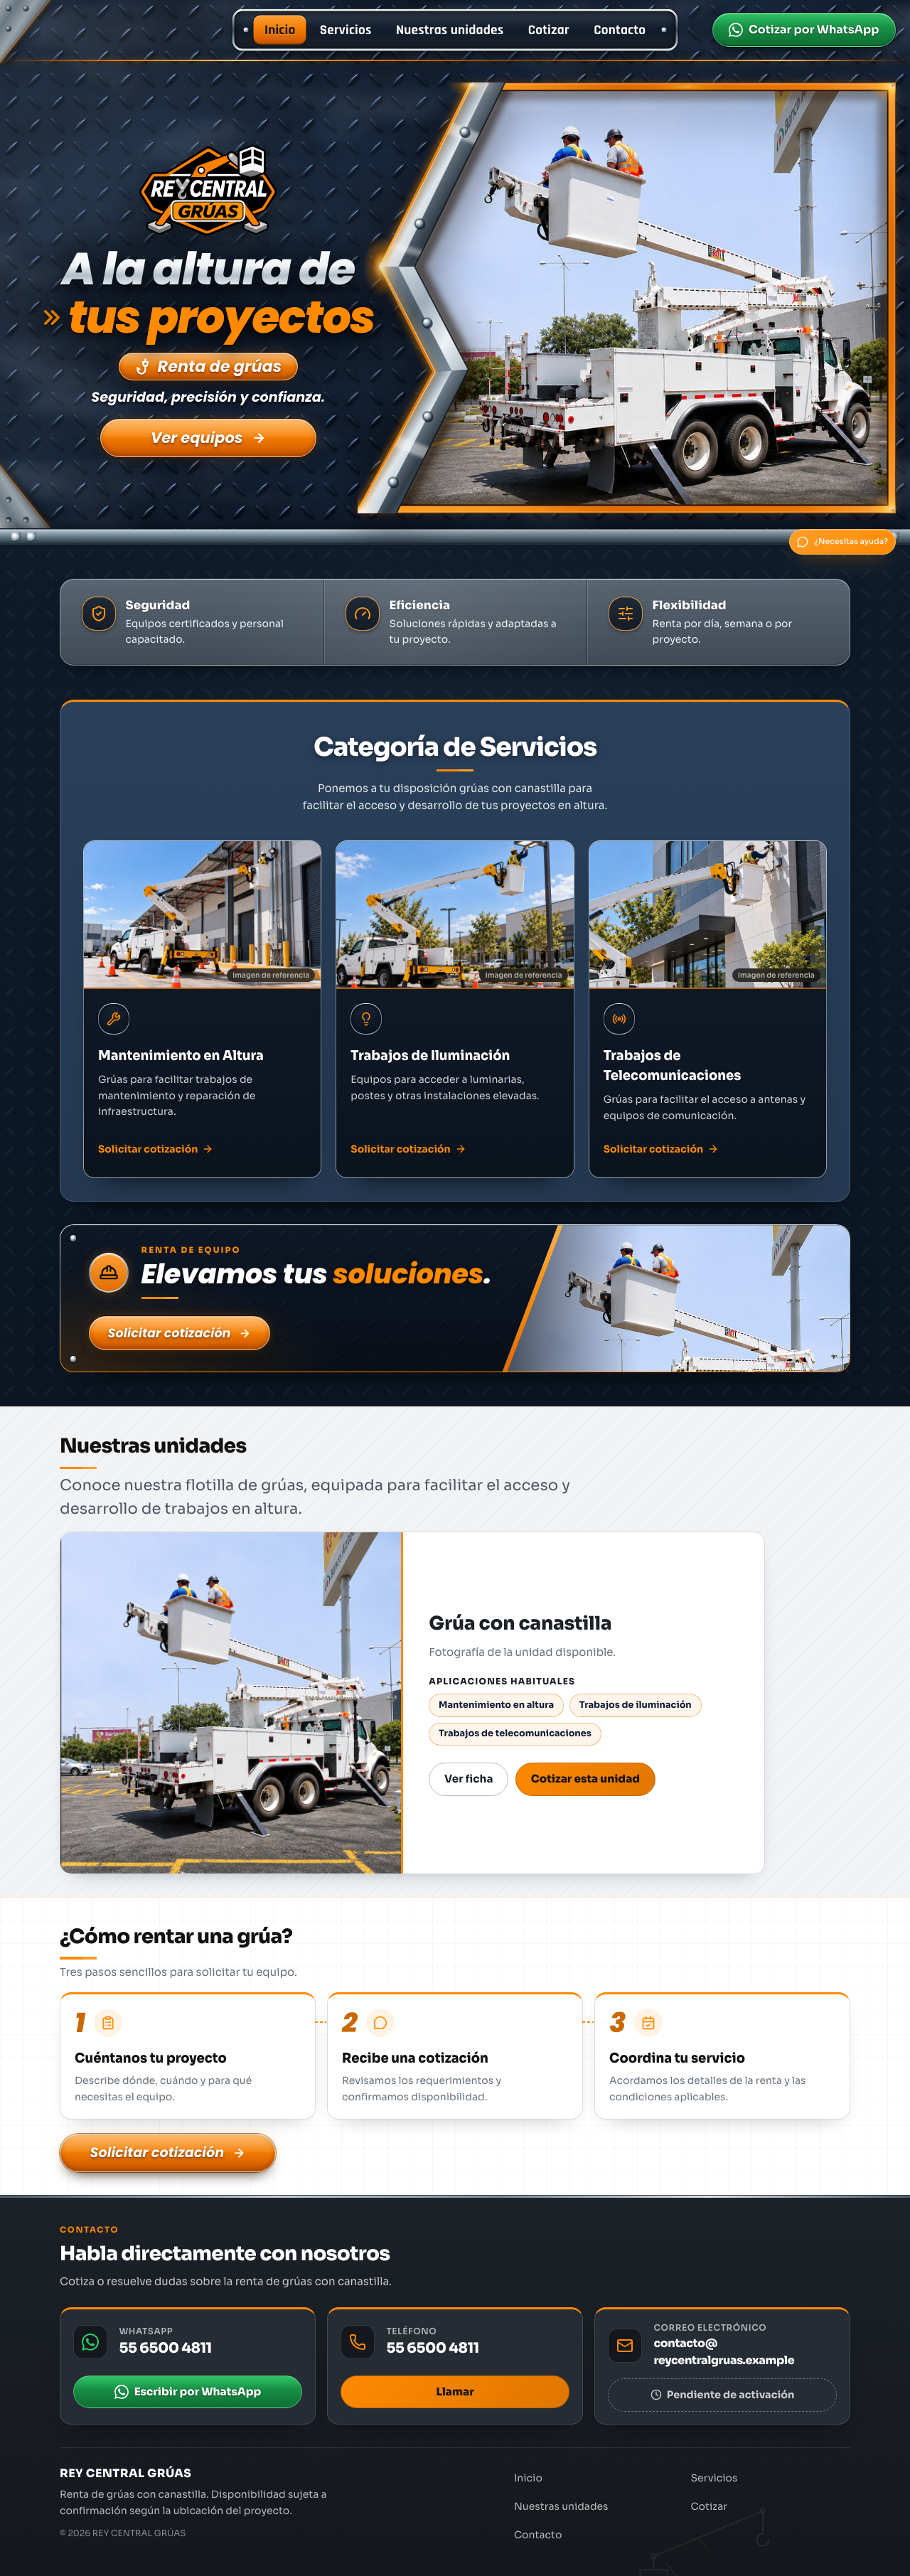 Inicio
Servicios
Nuestras unidades
Cotizar
Contacto
Cotizar por WhatsApp
REY CENTRAL
GRÚAS
A la altura de
tus proyectos
Renta de grúas
Seguridad, precisión y confianza.
Ver equipos
¿Necesitas ayuda?
Seguridad
Equipos certificados y personal
capacitado.
Eficiencia
Soluciones rápidas y adaptadas a
tu proyecto.
Flexibilidad
Renta por día, semana o por
proyecto.
Categoría de Servicios
Ponemos a tu disposición grúas con canastilla para
facilitar el acceso y desarrollo de tus proyectos en altura.
Imagen de referencia
Imagen de referencia
Imagen de referencia
Mantenimiento en Altura
Grúas para facilitar trabajos de
mantenimiento y reparación de
infraestructura.
Solicitar cotización
Trabajos de Iluminación
Equipos para acceder a luminarias,
postes y otras instalaciones elevadas.
Solicitar cotización
Trabajos de
Telecomunicaciones
Grúas para facilitar el acceso a antenas y
equipos de comunicación.
Solicitar cotización
RENTA DE EQUIPO
Elevamos tus soluciones.
Solicitar cotización
Nuestras unidades
Conoce nuestra flotilla de grúas, equipada para facilitar el acceso y
desarrollo de trabajos en altura.
Grúa con canastilla
Fotografía de la unidad disponible.
APLICACIONES HABITUALES
Mantenimiento en altura
Trabajos de iluminación
Trabajos de telecomunicaciones
Ver ficha
Cotizar esta unidad
¿Cómo rentar una grúa?
Tres pasos sencillos para solicitar tu equipo.
1
Cuéntanos tu proyecto
Describe dónde, cuándo y para qué
necesitas el equipo.
2
Recibe una cotización
Revisamos los requerimientos y
confirmamos disponibilidad.
3
Coordina tu servicio
Acordamos los detalles de la renta y las
condiciones aplicables.
Solicitar cotización
CONTACTO
Habla directamente con nosotros
Cotiza o resuelve dudas sobre la renta de grúas con canastilla.
WHATSAPP
55 6500 4811
Escribir por WhatsApp
TELÉFONO
55 6500 4811
Llamar
CORREO ELECTRÓNICO
contacto@
reycentralgruas.example
Pendiente de activación
REY CENTRAL GRÚAS
Renta de grúas con canastilla. Disponibilidad sujeta a
confirmación según la ubicación del proyecto.
© 2026 REY CENTRAL GRÚAS
Inicio
Servicios
Nuestras unidades
Cotizar
Contacto